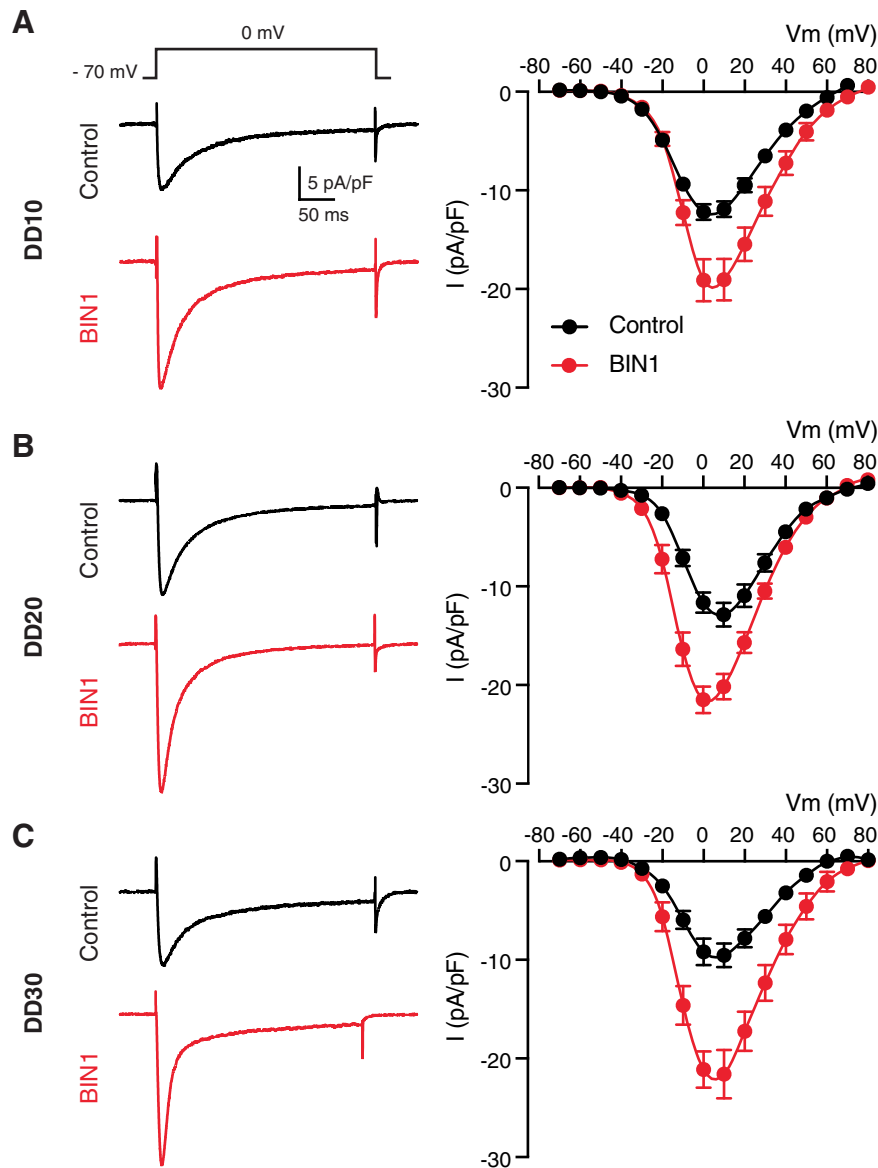 A
0 mV
- 70 mV
Control
5 pA/pF
50 ms
DD10
BIN1
Vm (mV)
-80 -60 -40 -20 0 20 40 60 80
0
-10
-20
-30
I (pA/pF)
Control
BIN1
B
Control
DD20
BIN1
Vm (mV)
-80 -60 -40 -20 0 20 40 60 80
0
-10
-20
-30
I (pA/pF)
C
Control
DD30
BIN1
Vm (mV)
-80 -60 -40 -20 0 20 40 60 80
0
-10
-20
-30
I (pA/pF)